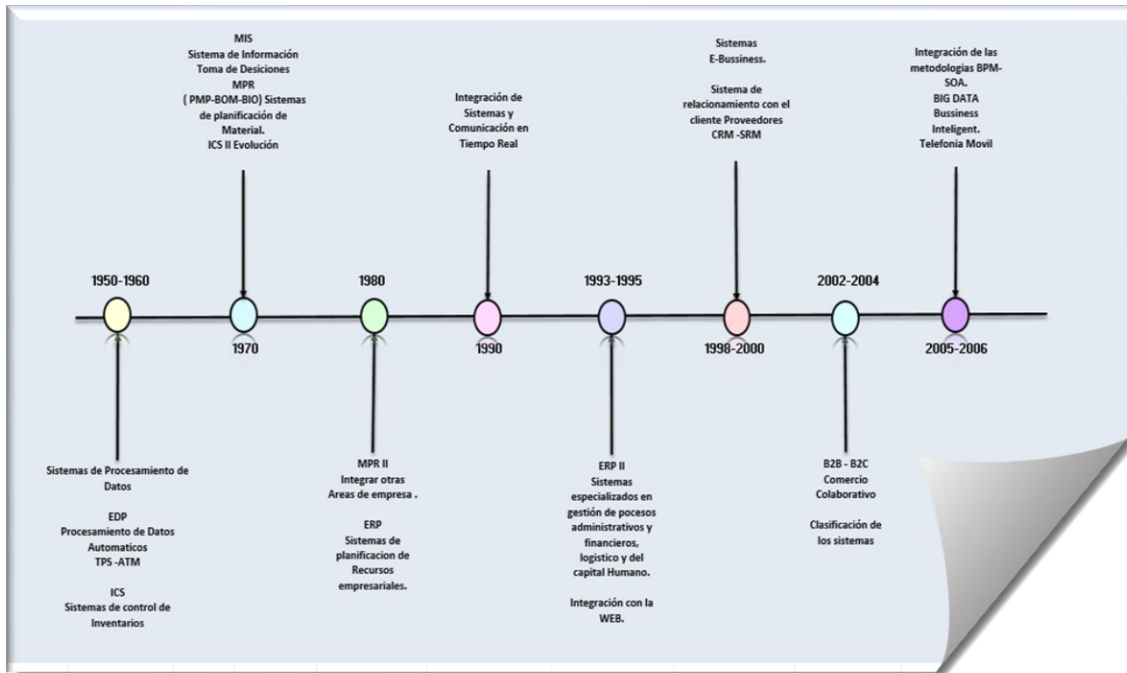 MIS
Sistema de Información
Toma de Desiciones
MPR
( PMP-BOM-BIO) Sistemas
de planificación de
Material.
ICS II Evolución
Integración de
Sistemas y
Comunicación en
Tiempo Real
Sistemas
E-Bussiness.
Sistema de
relacionamiento con el
cliente Proveedores
CRM -SRM
Integración de las
metodologias BPM-
SOA.
BIG DATA
Bussiness
Inteligent.
Telefonia Movil
1950-1960
1970
1980
1990
1993-1995
1998-2000
2002-2004
2005-2006
Sistemas de Procesamiento de
Datos
EDP
Procesamiento de Datos
Automaticos
TPS -ATM
ICS
Sistemas de control de
Inventarios
MPR II
Integrar otras
Areas de empresa .
ERP
Sistemas de
planificacion de
Recursos
empresariales.
ERP II
Sistemas
especializados en
gestión de pocesos
administrativos y
financieros,
logistico y del
capital Humano.
Integración con la
WEB.
B2B - B2C
Comercio
Colaborativo
Clasificación de
los sistemas